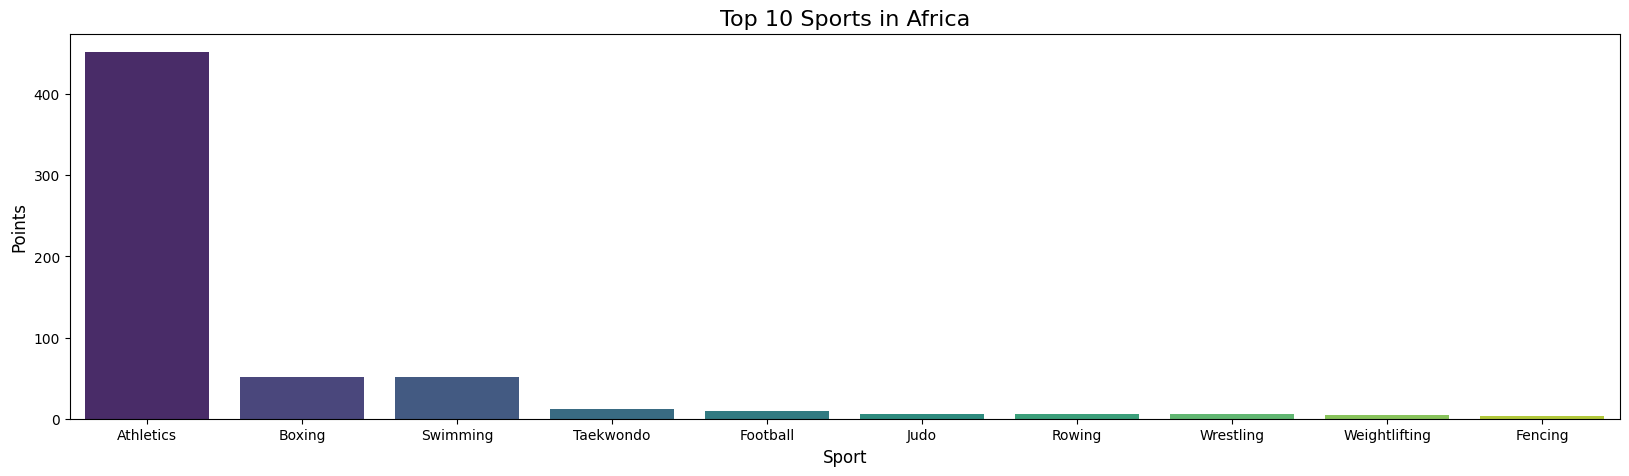 Top 10 Sports in Africa
Points
400
300
200
100
0
Athletics Boxing Swimming Taekwondo Football Judo Rowing Wrestling Weightlifting Fencing
Sport